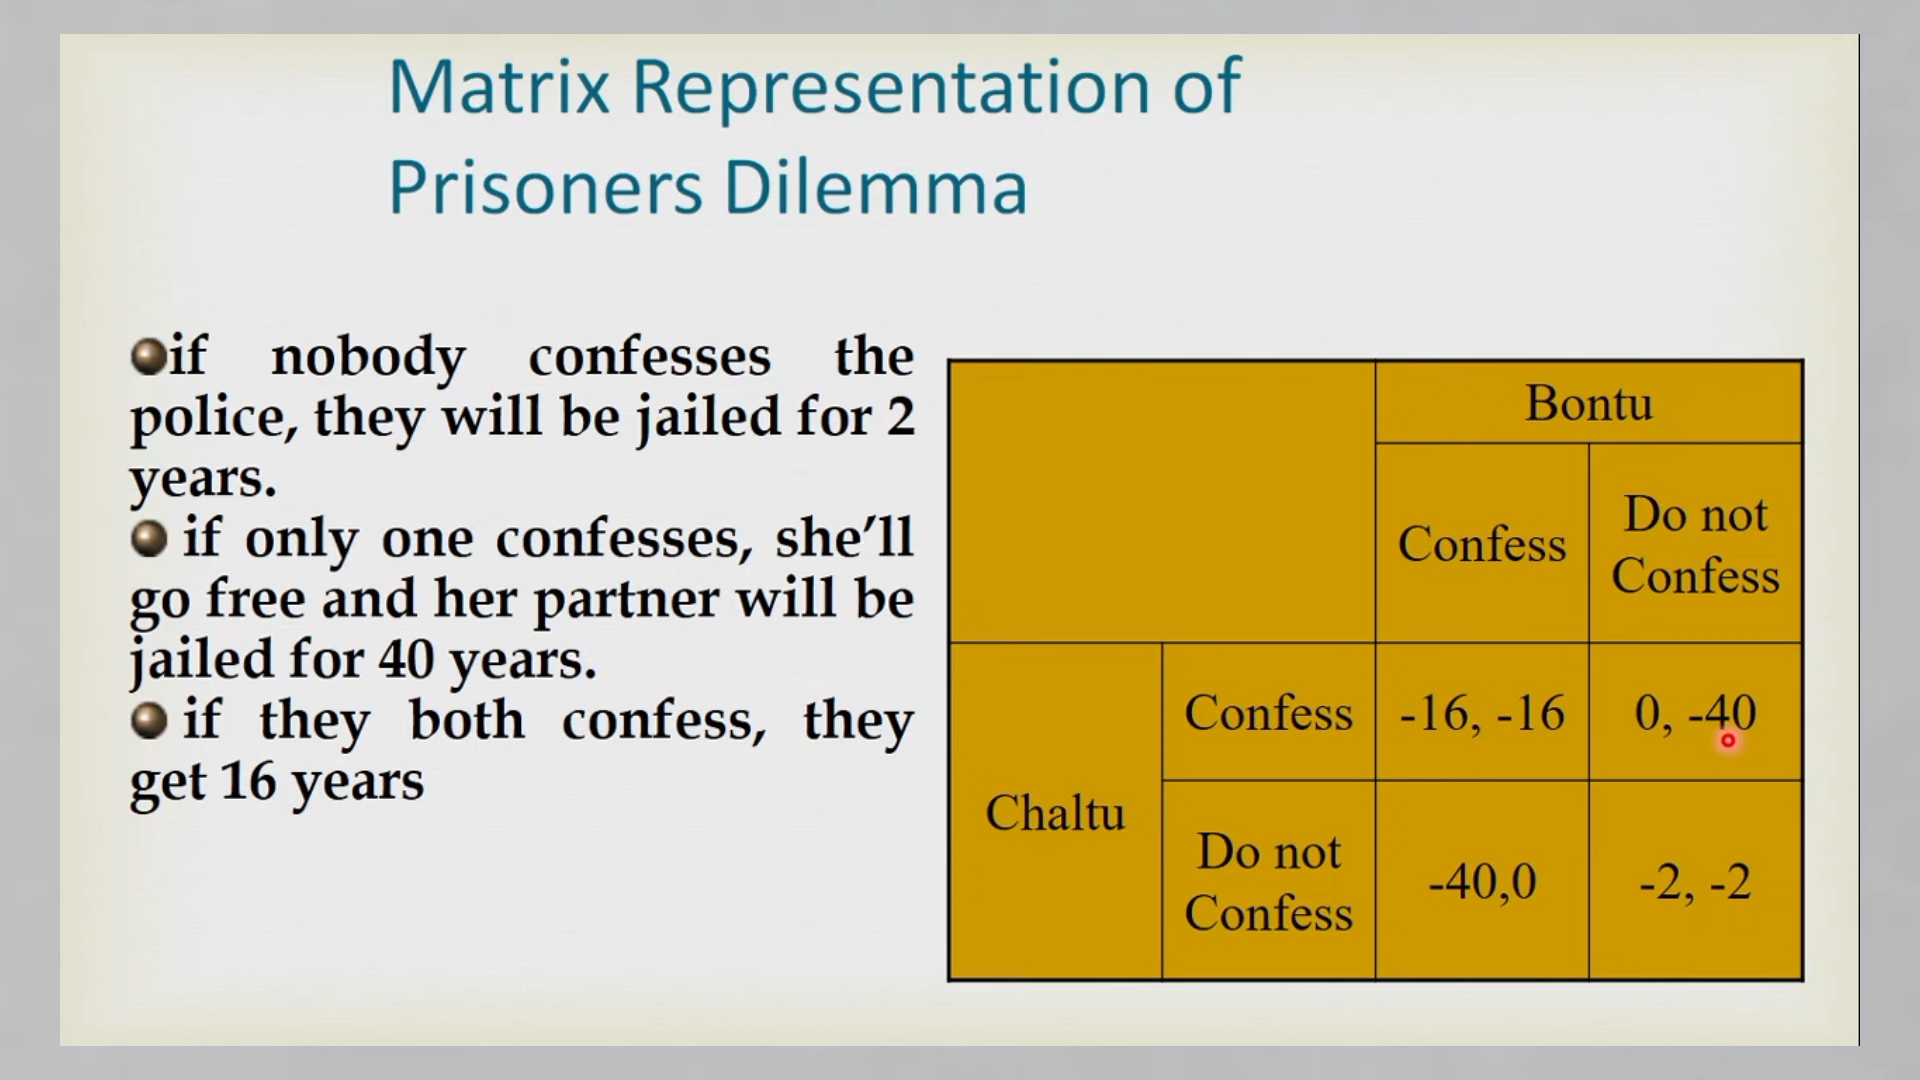 Matrix Representation of
Prisoners Dilemma
if nobody confesses the
police, they will be jailed for 2
years.
if only one confesses, she’ll
go free and her partner will be
jailed for 40 years.
if they both confess, they
get 16 years
Bontu
Confess
Do not
Confess
Chaltu
Confess
-16, -16
0, -40
Do not
Confess
-40,0
-2, -2